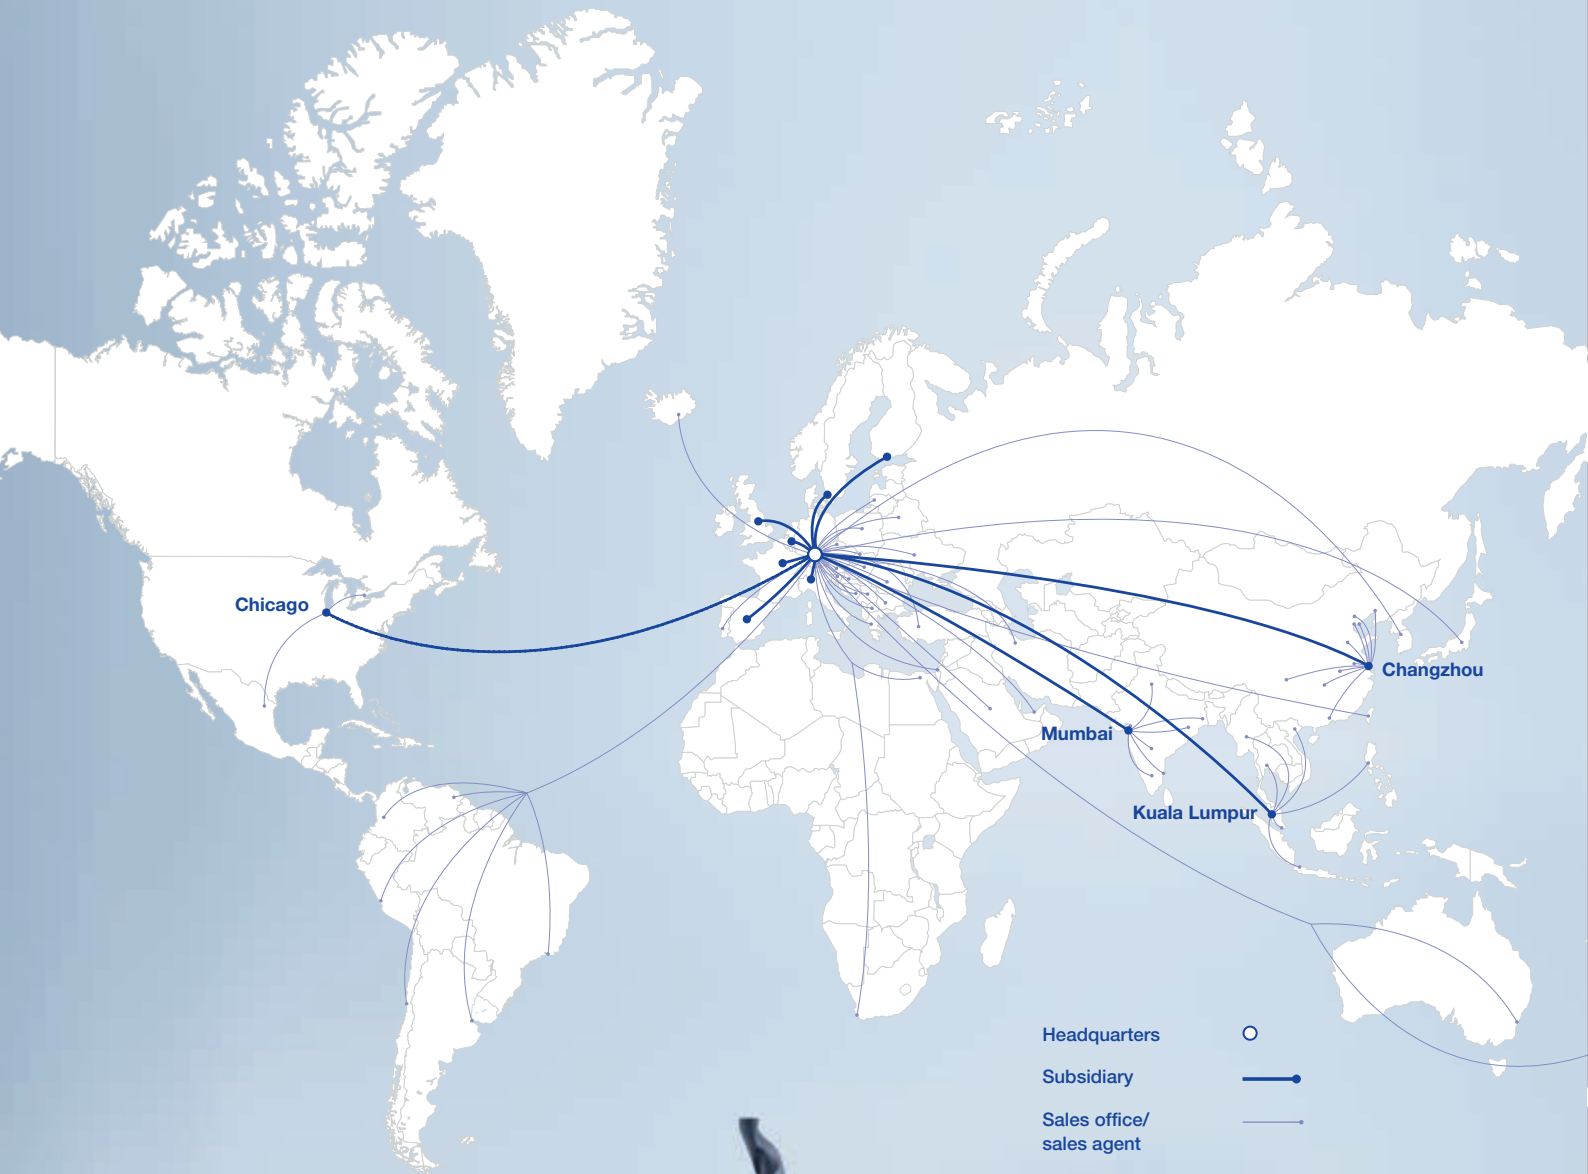 Chicago
Changzhou
Mumbai
Kuala Lumpur
Headquarters
Subsidiary
Sales office/
sales agent